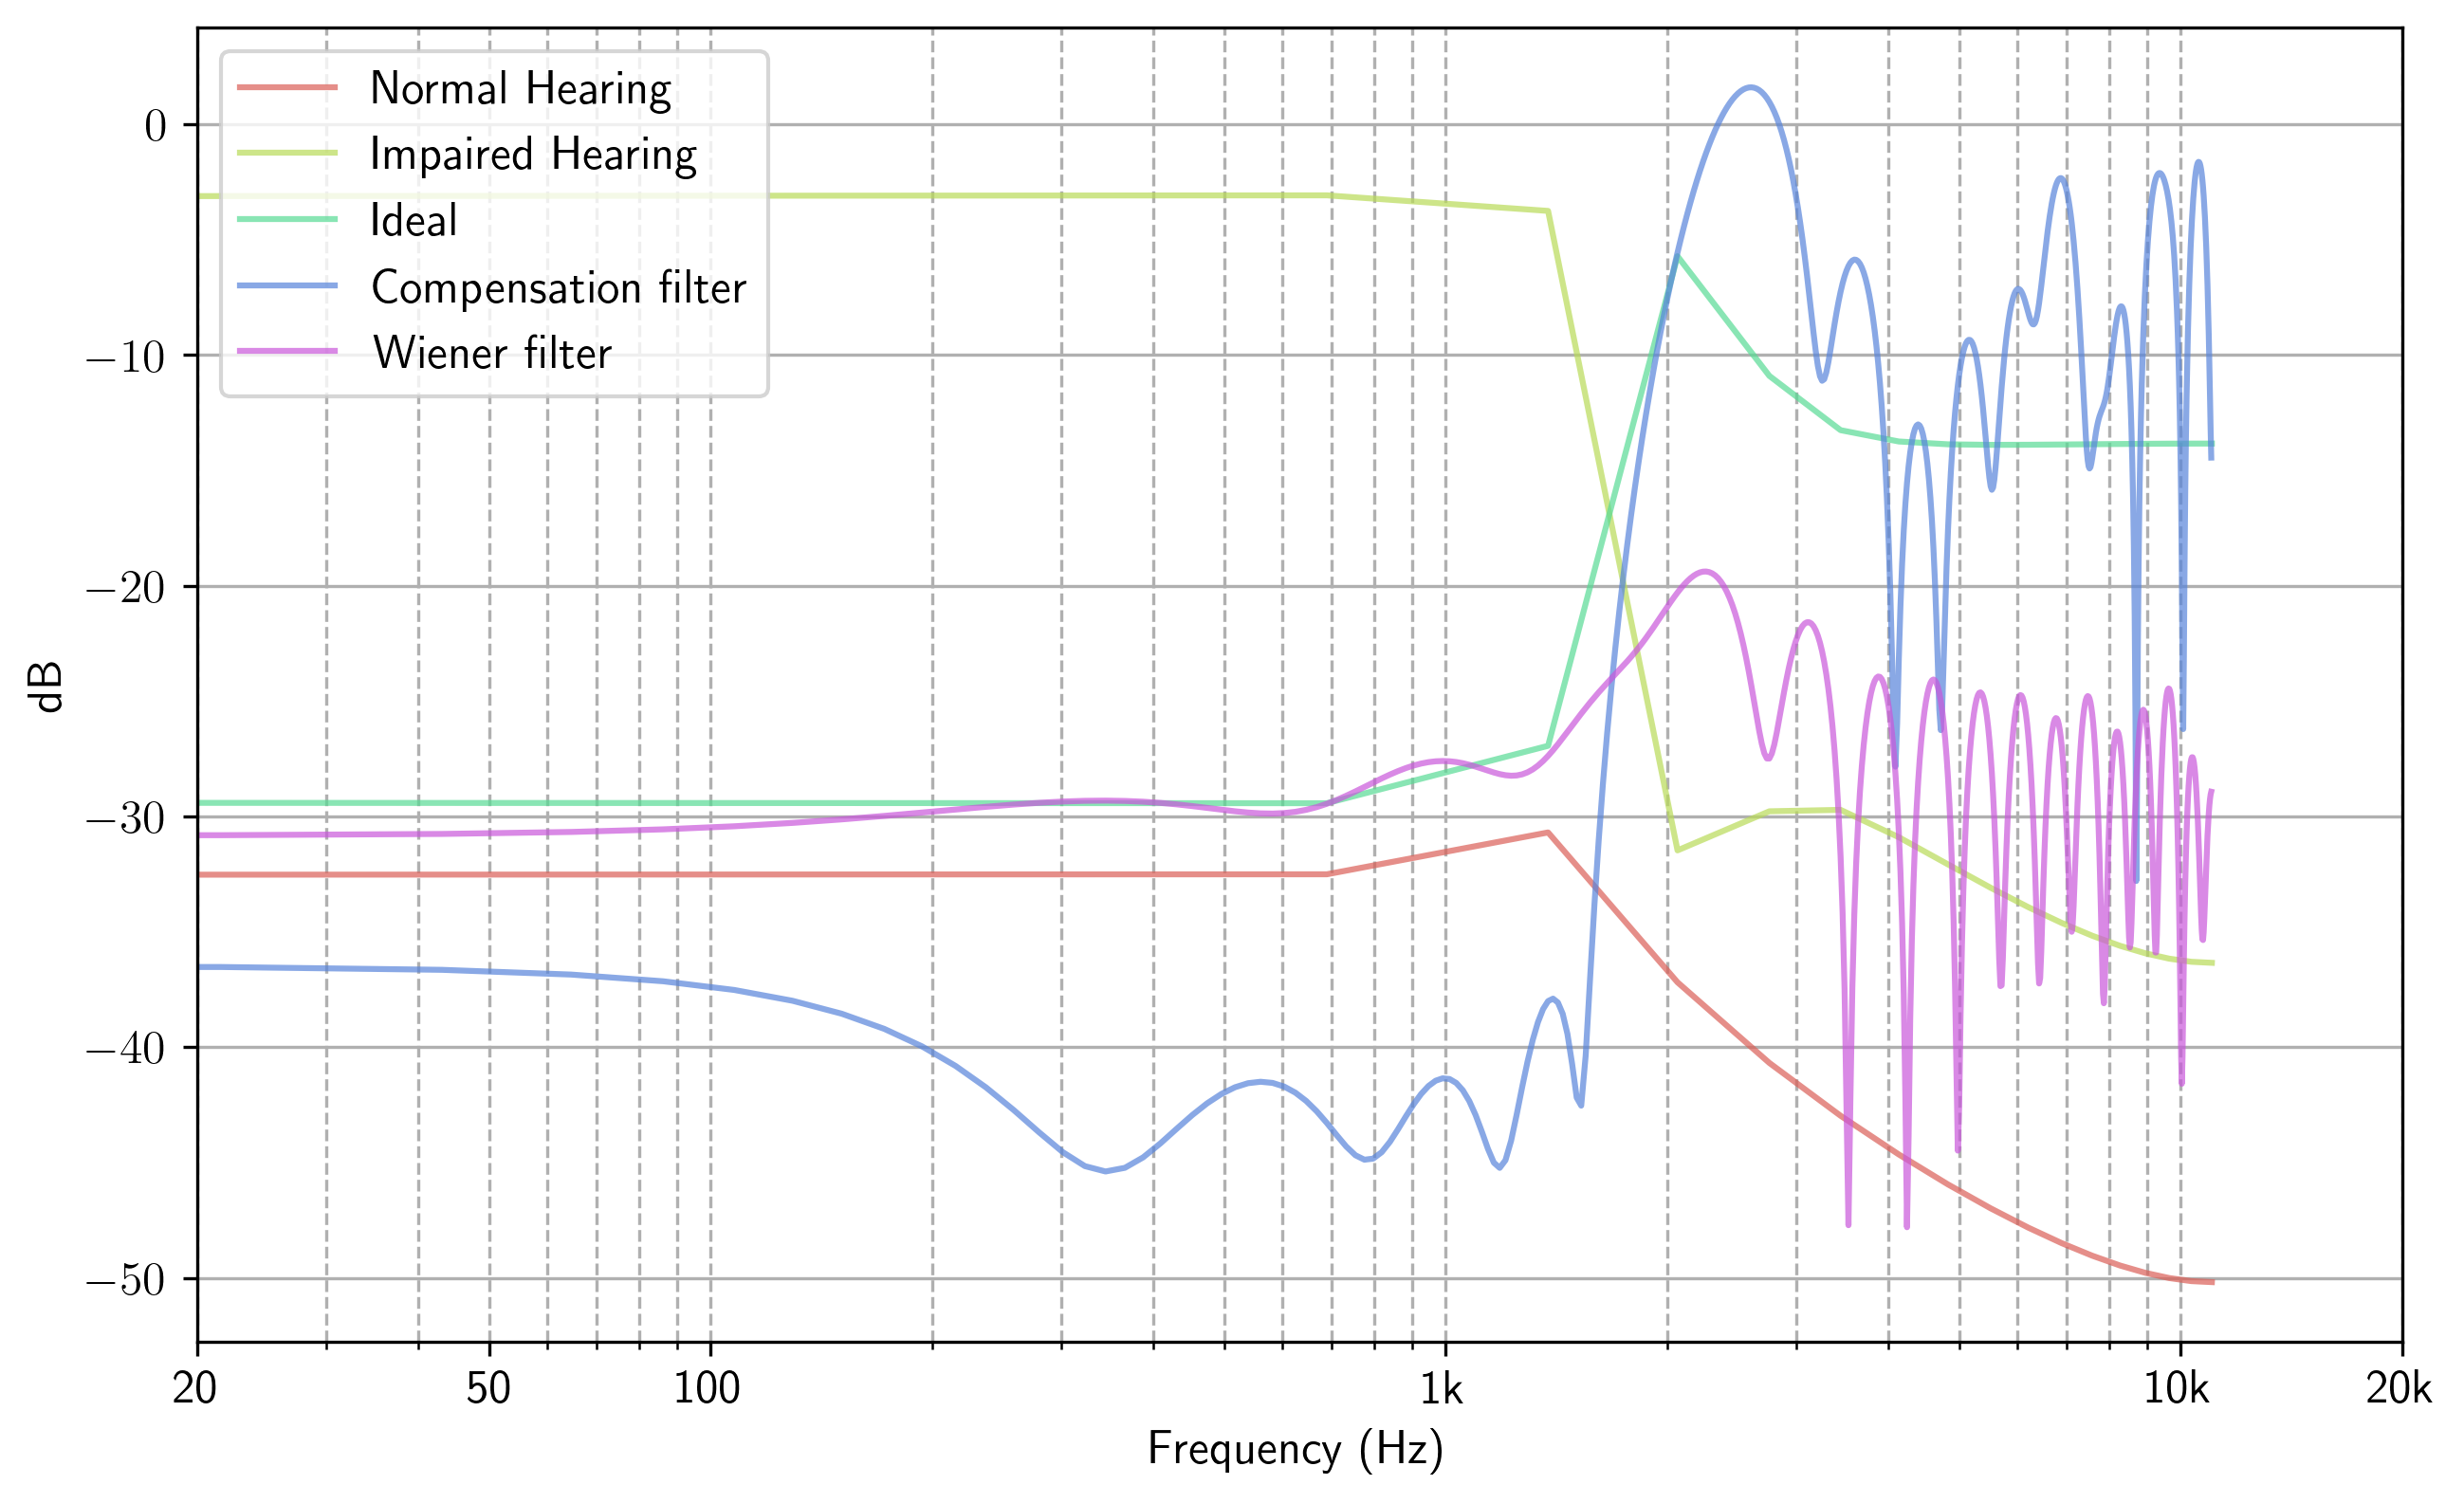 Normal Hearing
Impaired Hearing
Ideal
Compensation filter
Wiener filter
0
−10
−20
−30
−40
−50
dB
20 50 100 1k 10k 20k
Frequency (Hz)